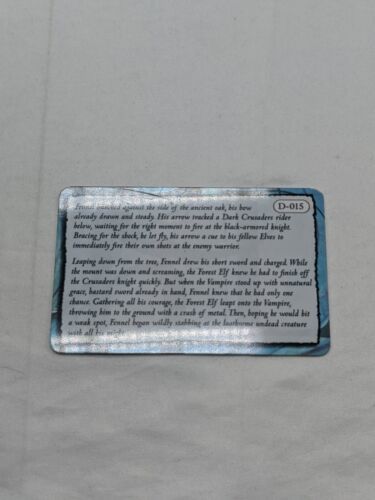 Fennel balanced against the side of the ancient oak, his bow
D-015
already drawn and steady. His arrow tracked a Dark Crusaders rider
below, waiting for the right moment to fire at the black-armored knight.
Bracing for the shock, he let fly, his arrow a cue to his fellow Elves to
immediately fire their own shots at the enemy warrior.
Leaping down from the tree, Fennel drew his short sword and charged. While
the mount was down and screaming, the Forest Elf knew he had to finish off
the Crusaders knight quickly. But when the Vampire stood up with unnatural
grace, bastard sword already in hand, Fennel knew that he had only one
chance. Gathering all his courage, the Forest Elf leapt onto the Vampire,
throwing him to the ground with a crash of metal. Then, hoping he would hit
a weak spot, Fennel began wildly stabbing at the loathsome undead creature
with all his might.